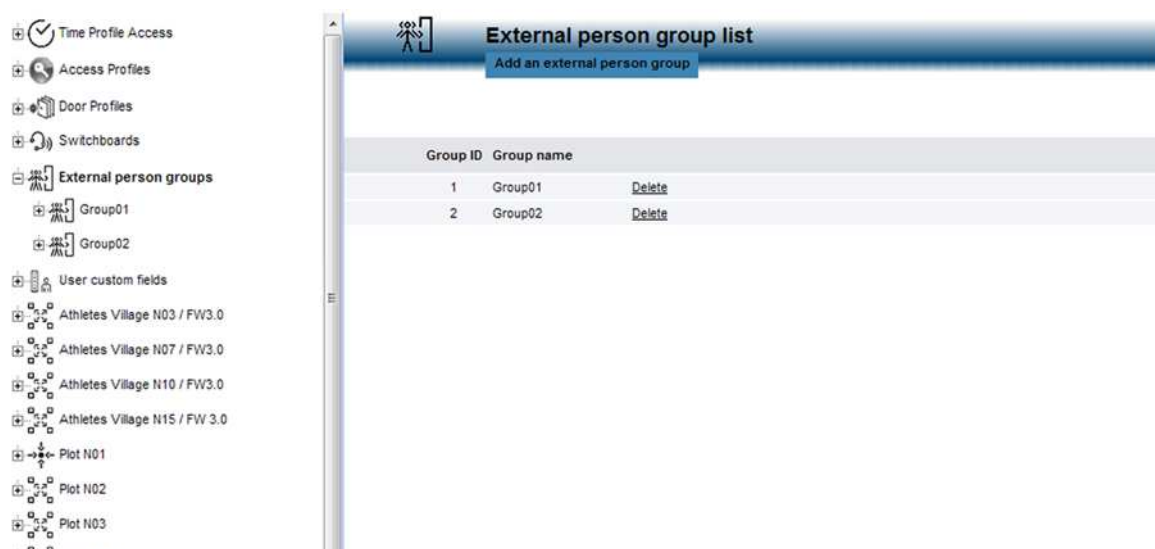 Time Profile Access
Access Profiles
Door Profiles
Switchboards
External person groups
Group01
Group02
User custom fields
Athletes Village N03 / FW3.0
Athletes Village N07 / FW3.0
Athletes Village N10 / FW3.0
Athletes Village N15 / FW 3.0
Plot N01
Plot N02
Plot N03
External person group list
Add an external person group
Group ID Group name
1 Group01 Delete
2 Group02 Delete